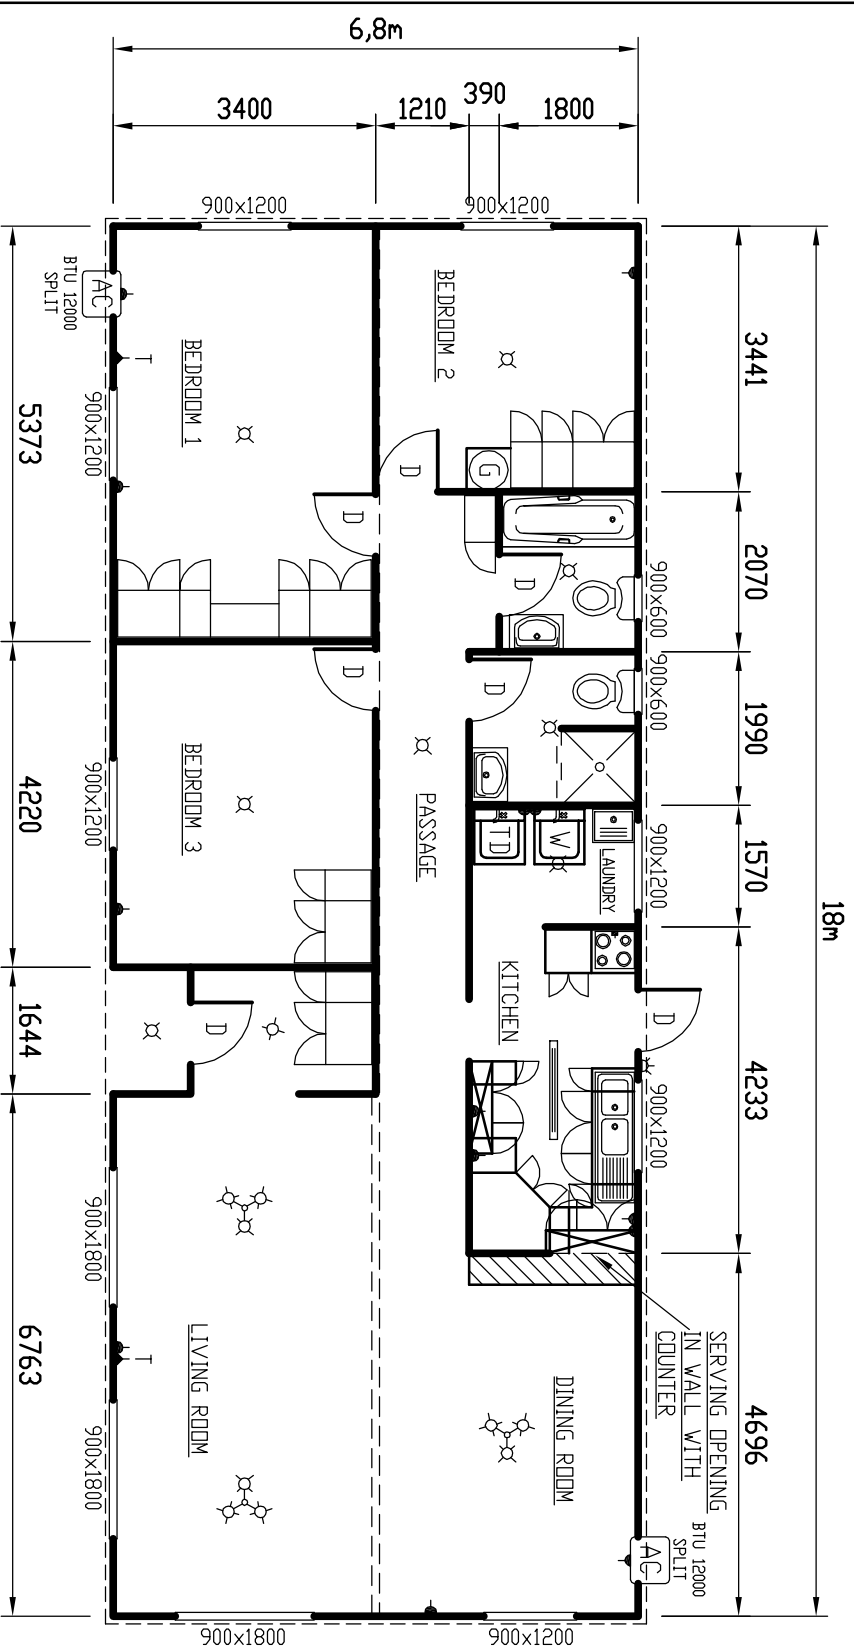 6,8m
3400
1210
390
1800
900x1200
900x1200
AC
BTU 12000
SPLIT
T
BEDROOM 1
BEDROOM 2
G
D
D
900x1200
5373
3441
18m
2070
900x600
D
1990
900x600
D
D
BEDROOM 3
900x1200
4220
PASSAGE
TD
W
LAUNDRY
900x1200
1570
KITCHEN
D
D
1644
4233
900x1200
SERVING OPENING
IN WALL WITH
COUNTER
900x1800
LIVING ROOM
T
DINING ROOM
6763
4696
900x1800
AC
BTU 12000
SPLIT
900x1800
900x1200